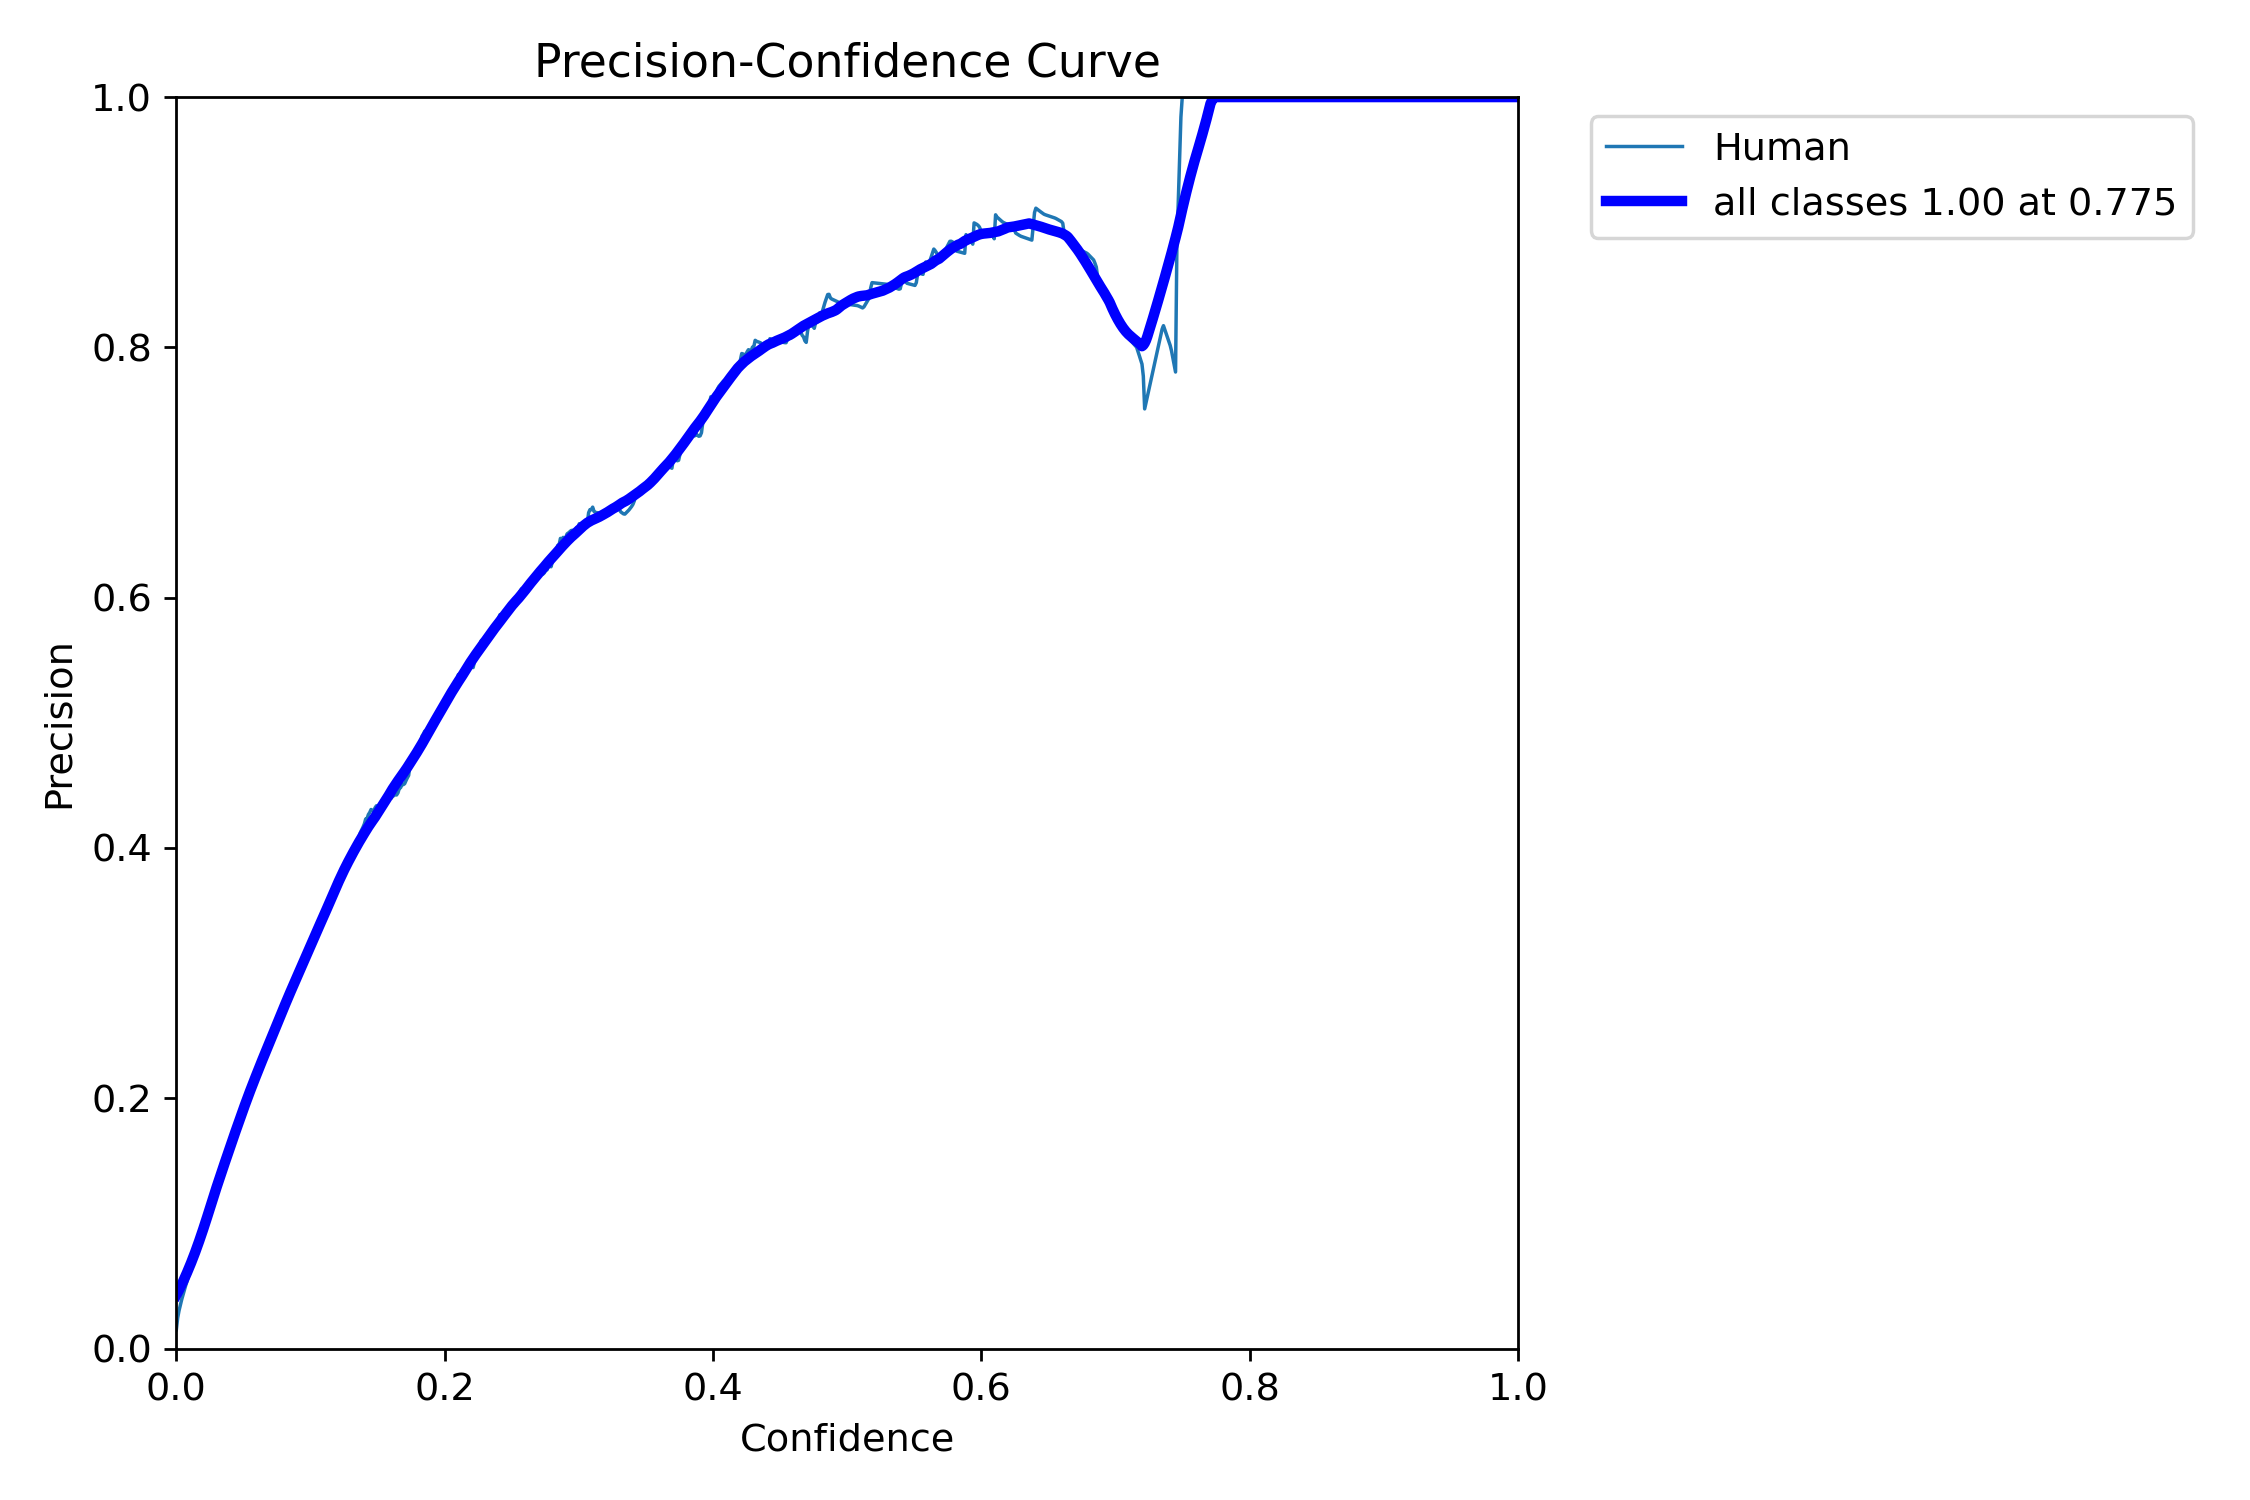 Precision-Confidence Curve
1.0
0.8
0.6
0.4
0.2
0.0
Precision
0.0 0.2 0.4 0.6 0.8 1.0
Confidence
Human
all classes 1.00 at 0.775